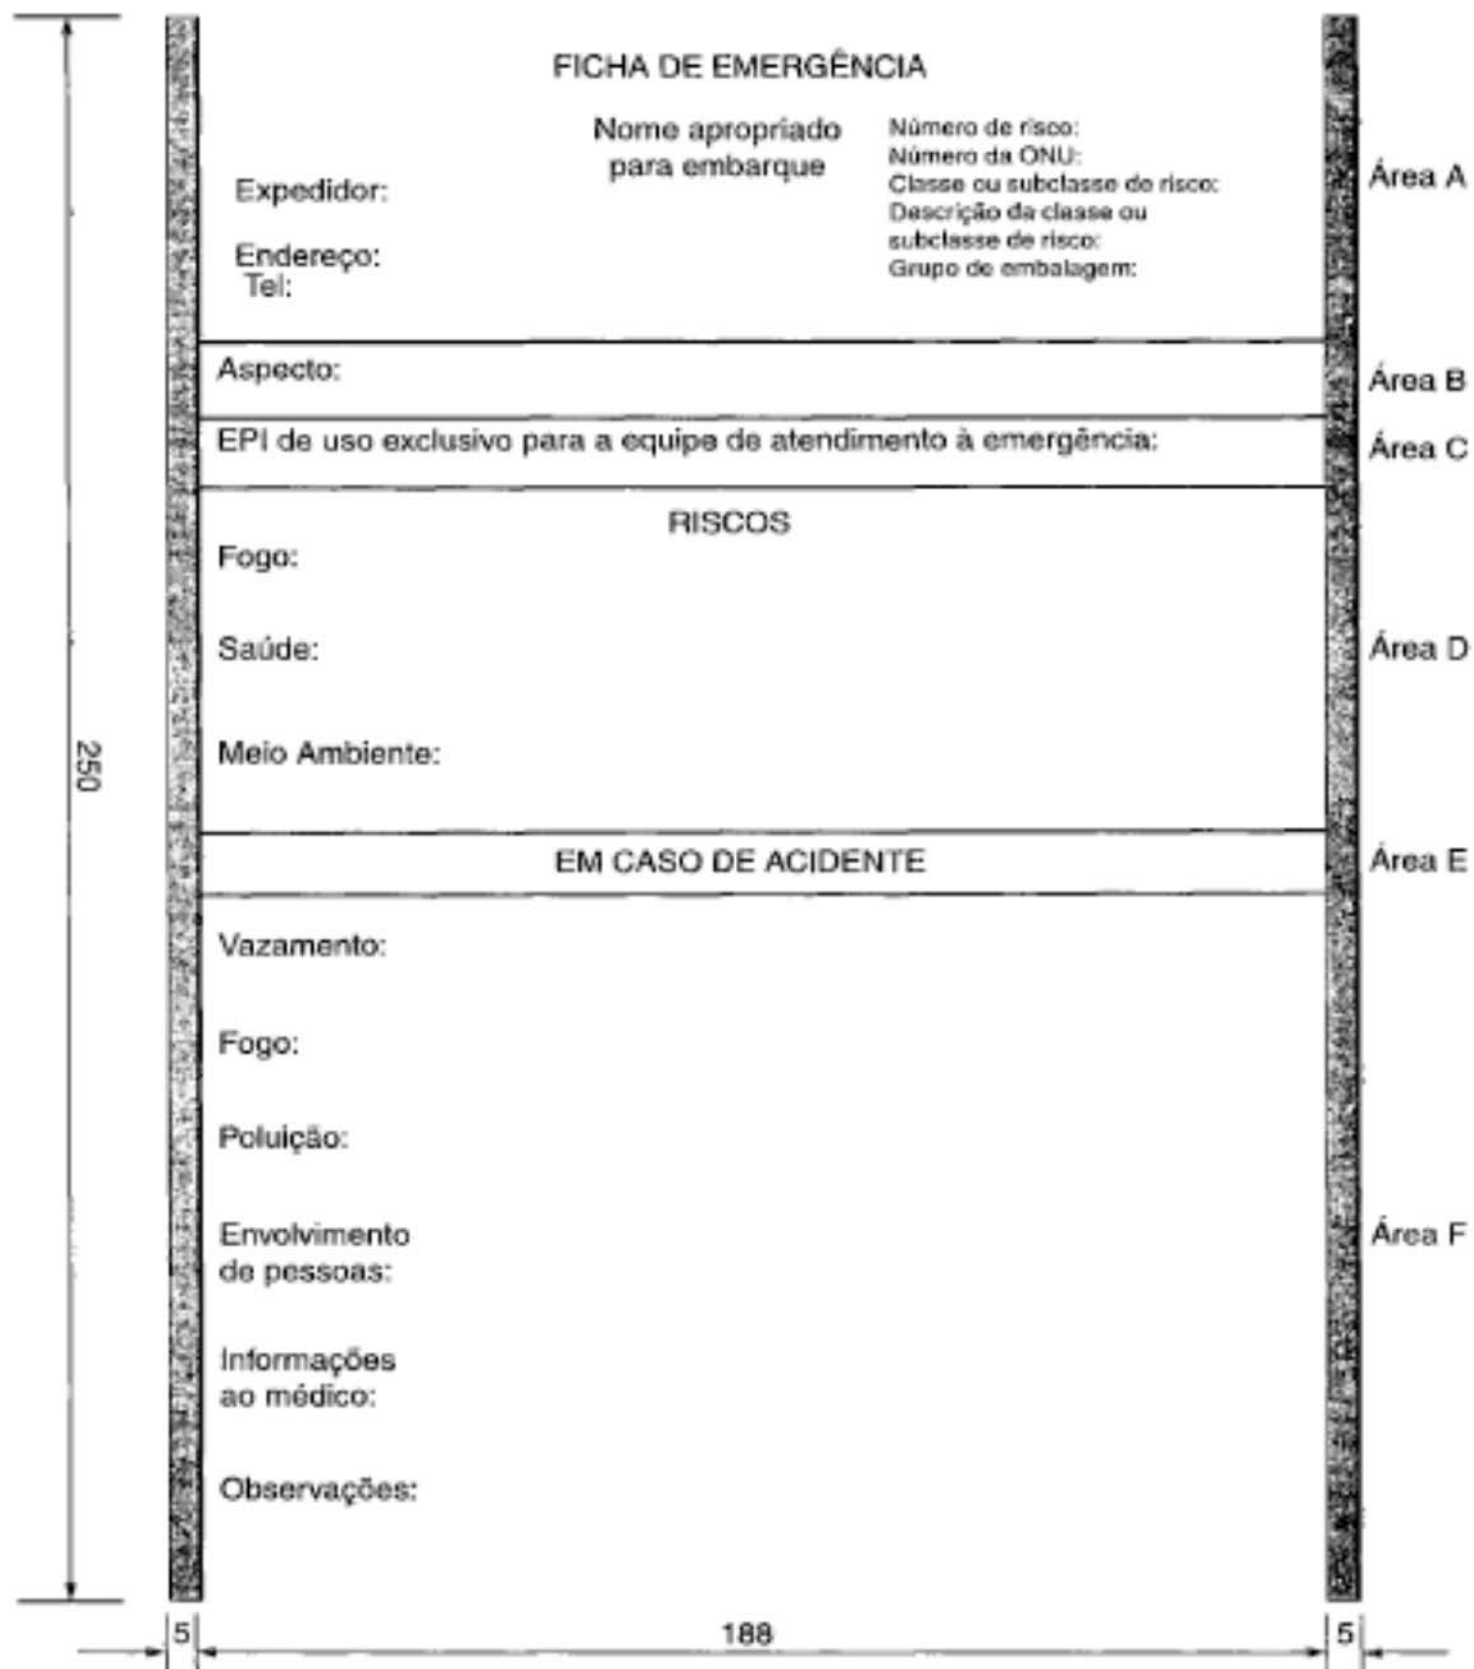 FICHA DE EMERGÊNCIA
Nome apropriado
para embarque
Número de risco:
Número da ONU:
Classe ou subclasse de risco:
Descrição da classe ou
subclasse de risco:
Grupo de embalagem:
Expedidor:
Endereço:
Tel:
Área A
Aspecto:
Área B
EPI de uso exclusivo para a equipe de atendimento à emergência:
Área C
RISCOS
Fogo:
Saúde:
Área D
Meio Ambiente:
250
EM CASO DE ACIDENTE
Área E
Vazamento:
Fogo:
Poluição:
Envolvimento
de pessoas:
Área F
Informações
ao médico:
Observações:
5
188
5